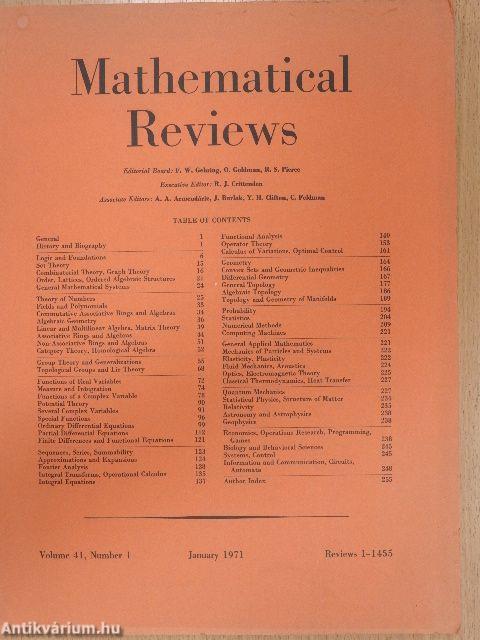 Mathematical
Reviews
Editorial Board: F. W. Gehring, O. Goldman, R. S. Pierce
Executive Editor: R. J. Crittenden
Associate Editors: A. A. Armendáriz, J. Burlak, Y. H. Clifton, C. Feldman
TABLE OF CONTENTS
General 1
History and Biography 1
Logic and Foundations 6
Set Theory 15
Combinatorial Theory, Graph Theory 16
Order, Lattices, Ordered Algebraic Structures 21
General Mathematical Systems 24
Theory of Numbers 25
Fields and Polynomials 33
Commutative Associative Rings and Algebras 34
Algebraic Geometry 36
Linear and Multilinear Algebra, Matrix Theory 39
Associative Rings and Algebras 44
Non-Associative Rings and Algebras 51
Category Theory, Homological Algebra 52
Group Theory and Generalizations 55
Topological Groups and Lie Theory 68
Functions of Real Variables 72
Measure and Integration 74
Functions of a Complex Variable 78
Potential Theory 90
Several Complex Variables 91
Special Functions 96
Ordinary Differential Equations 99
Partial Differential Equations 112
Finite Differences and Functional Equations 121
Sequences, Series, Summability 123
Approximations and Expansions 124
Fourier Analysis 128
Integral Transforms, Operational Calculus 135
Integral Equations 137
Functional Analysis 140
Operator Theory 153
Calculus of Variations, Optimal Control 161
Geometry 164
Convex Sets and Geometric Inequalities 166
Differential Geometry 167
General Topology 177
Algebraic Topology 186
Topology and Geometry of Manifolds 189
Probability 194
Statistics 204
Numerical Methods 209
Computing Machines 221
General Applied Mathematics 221
Mechanics of Particles and Systems 222
Elasticity, Plasticity 222
Fluid Mechanics, Acoustics 224
Optics, Electromagnetic Theory 225
Classical Thermodynamics, Heat Transfer 227
Quantum Mechanics 227
Statistical Physics, Structure of Matter 234
Relativity 235
Astronomy and Astrophysics 238
Geophysics 238
Economics, Operations Research, Programming,
Games 238
Biology and Behavioral Sciences 245
Systems, Control 245
Information and Communication, Circuits,
Automata 248
Author Index 255
Volume 41, Number 1 January 1971 Reviews 1-1455
Antikvárium.hu